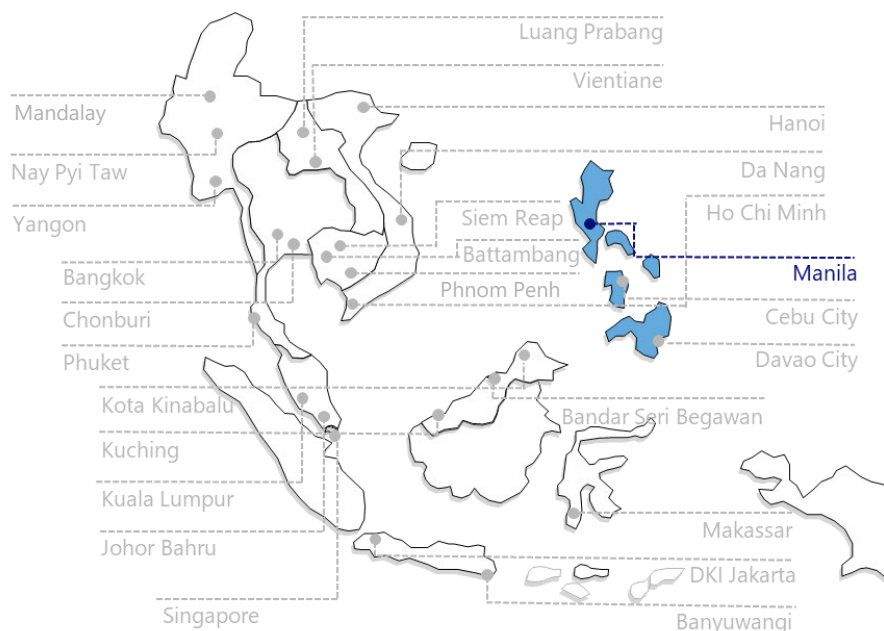 Luang Prabang
Vientiane
Mandalay
Hanoi
Nay Pyi Taw
Da Nang
Yangon
Siem Reap
Ho Chi Minh
Battambang
Bangkok
Manila
Phnom Penh
Chonburi
Cebu City
Phuket
Davao City
Kota Kinabalu
Bandar Seri Begawan
Kuching
Kuala Lumpur
Makassar
Johor Bahru
DKI Jakarta
Singapore
Banyuwangi